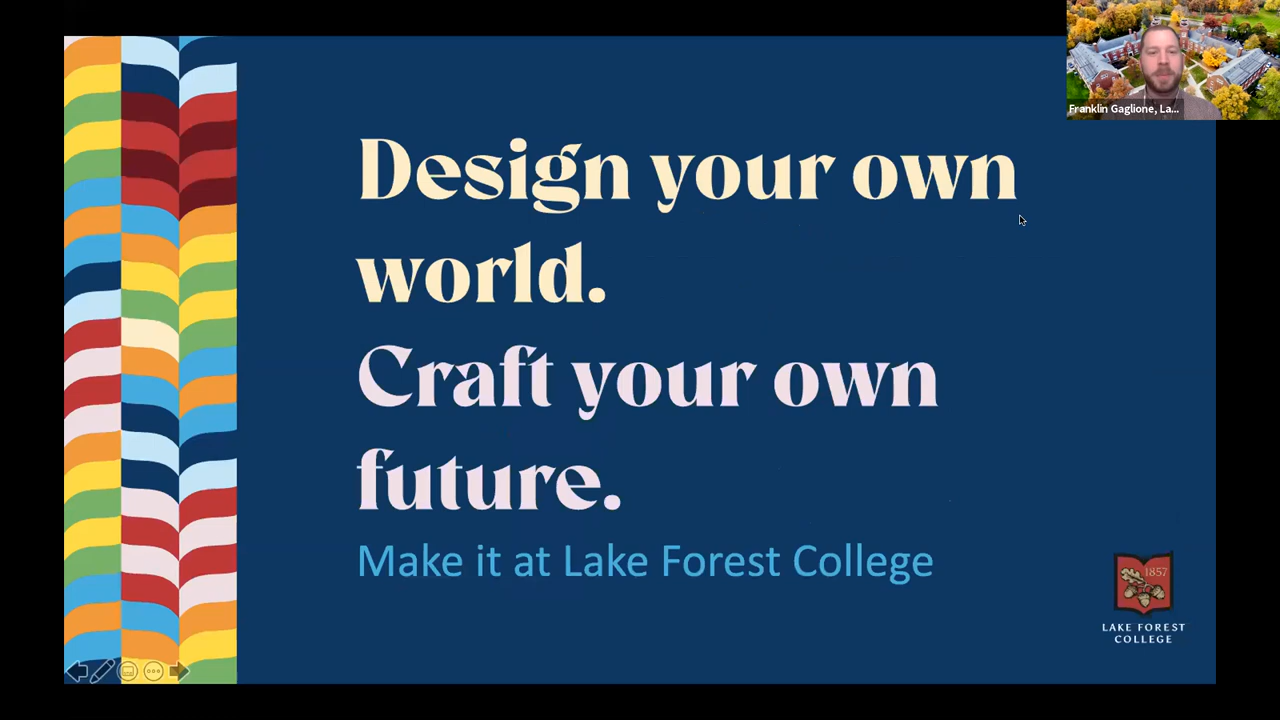 Franklin Gaglione, La...
Design your own
world.
Craft your own
future.
Make it at Lake Forest College
1857
LAKE FOREST
COLLEGE